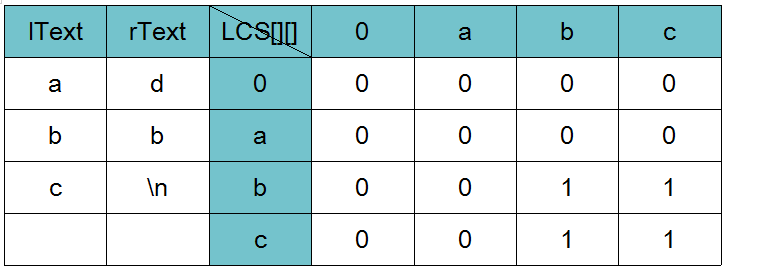 lText rText LCS[][] 0 a b c
a d 0 0 0 0 0
b b a 0 0 0 0
c \n b 0 0 1 1
c 0 0 1 1